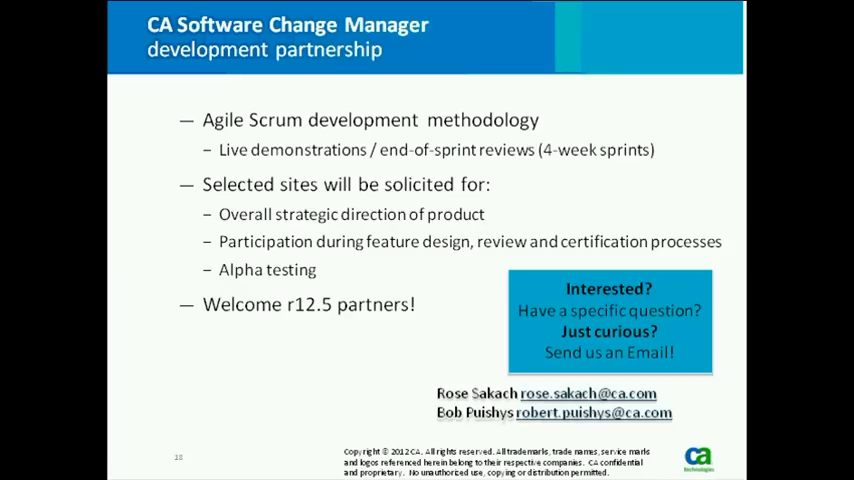 CA Software Change Manager
development partnership
— Agile Scrum development methodology
– Live demonstrations / end-of-sprint reviews (4-week sprints)
— Selected sites will be solicited for:
– Overall strategic direction of product
– Participation during feature design, review and certification processes
– Alpha testing
— Welcome r12.5 partners!
Interested?
Have a specific question?
Just curious?
Send us an Email!
Rose Sakach rose.sakach@ca.com
Bob Puishys robert.puishys@ca.com
18
Copyright © 2012 CA. All rights reserved. All trademarks, trade names, service marks
and logos referenced herein belong to their respective companies. CA confidential
and proprietary. No unauthorized use, copying or distribution permitted.
ca
technologies